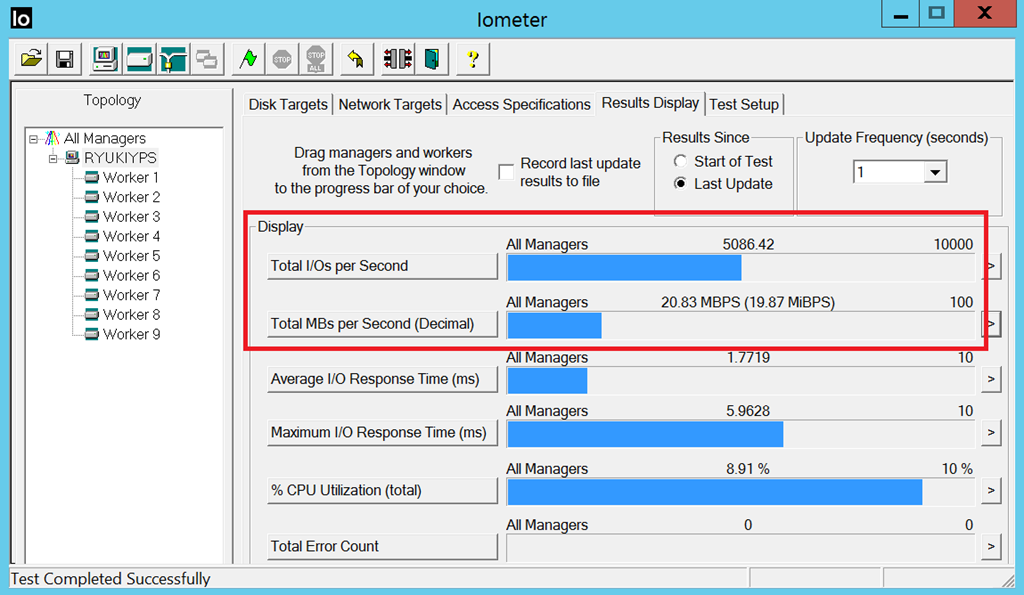 Io
Iometer
STOP
STOP
ALL
?
Topology
All Managers
RYUKIYPS
Worker 1
Worker 2
Worker 3
Worker 4
Worker 5
Worker 6
Worker 7
Worker 8
Worker 9
Disk Targets
Network Targets
Access Specifications
Results Display
Test Setup
Drag managers and workers
from the Topology window
to the progress bar of your choice.
Record last update
results to file
Results Since
Start of Test
Last Update
Update Frequency (seconds)
1
Display
All Managers 5086.42 10000
Total I/Os per Second >
All Managers 20.83 MBPS (19.87 MiBPS) 100
Total MBs per Second (Decimal) >
All Managers 1.7719 10
Average I/O Response Time (ms) >
All Managers 5.9628 10
Maximum I/O Response Time (ms) >
All Managers 8.91 % 10 %
% CPU Utilization (total) >
All Managers 0 0
Total Error Count >
Test Completed Successfully